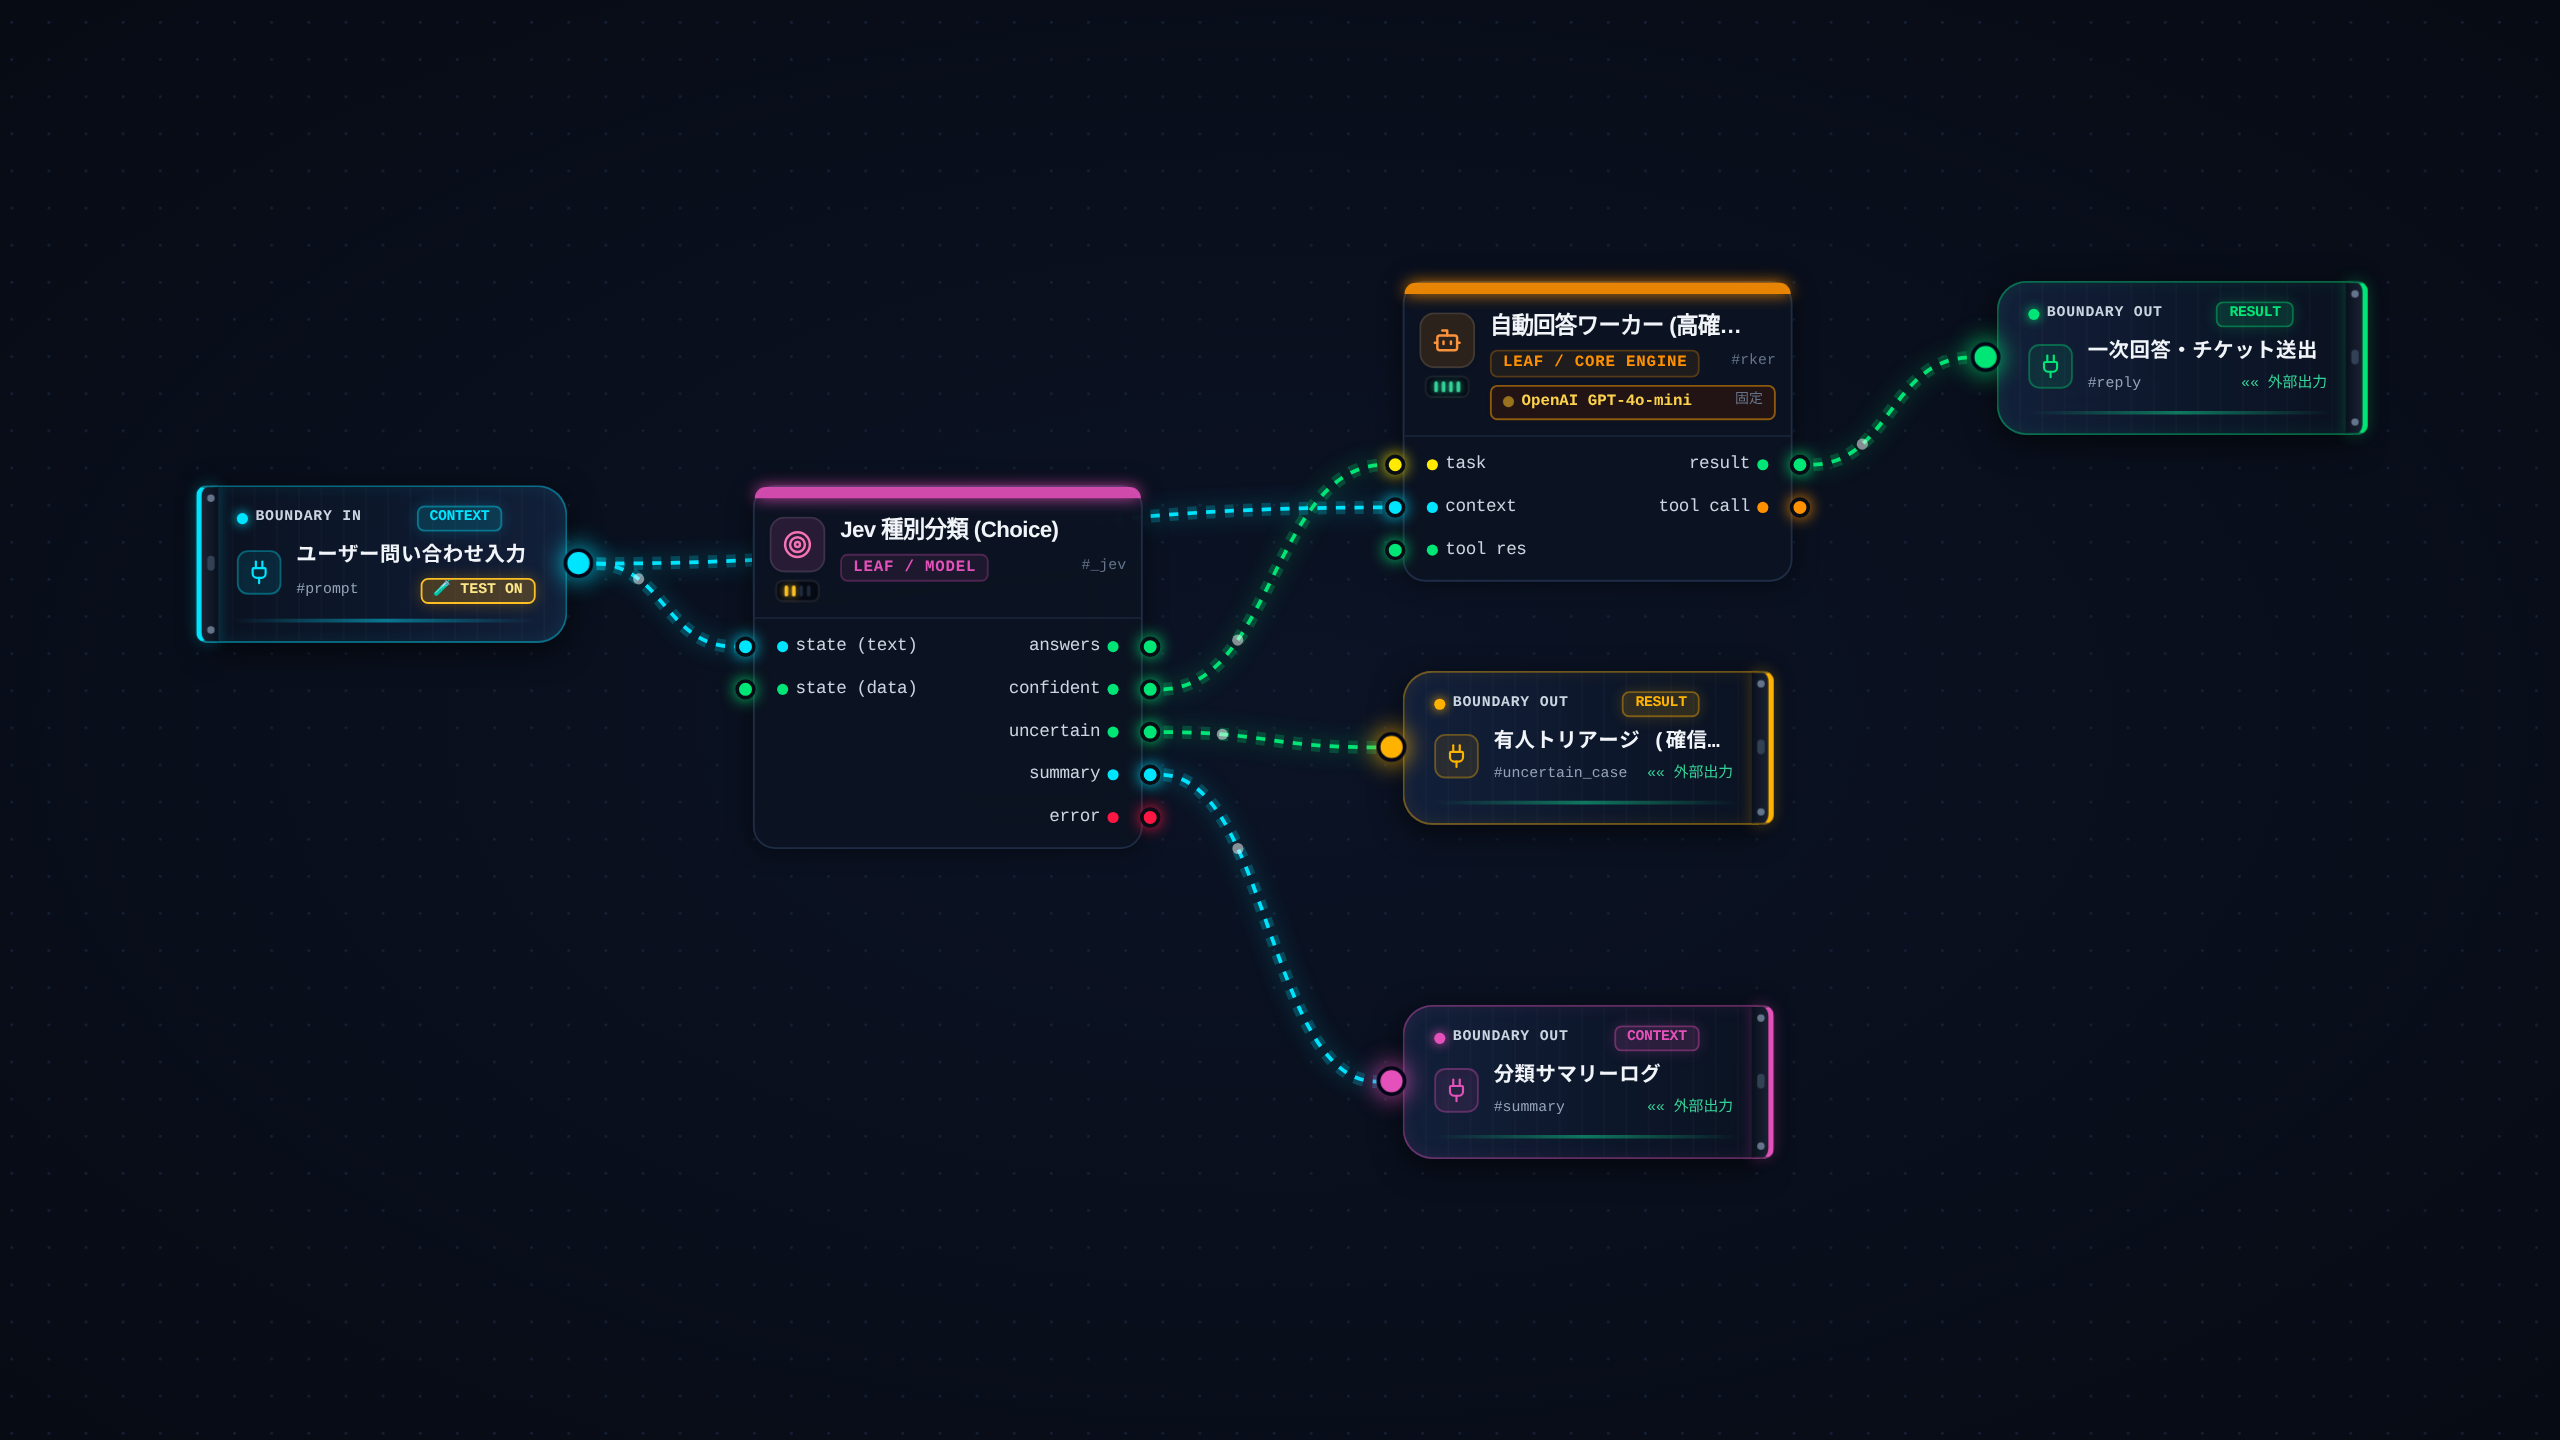 BOUNDARY IN
CONTEXT
ユーザー問い合わせ入力
#prompt
🧪 TEST ON
Jev 種別分類 (Choice)
LEAF / MODEL
#_jev
state (text)
answers
state (data)
confident
uncertain
summary
error
自動回答ワーカー (高確…
LEAF / CORE ENGINE
#rker
OpenAI GPT-4o-mini
固定
task
result
context
tool call
tool res
BOUNDARY OUT
RESULT
一次回答・チケット送出
#reply
«« 外部出力
BOUNDARY OUT
RESULT
有人トリアージ (確信…
#uncertain_case
«« 外部出力
BOUNDARY OUT
CONTEXT
分類サマリーログ
#summary
«« 外部出力